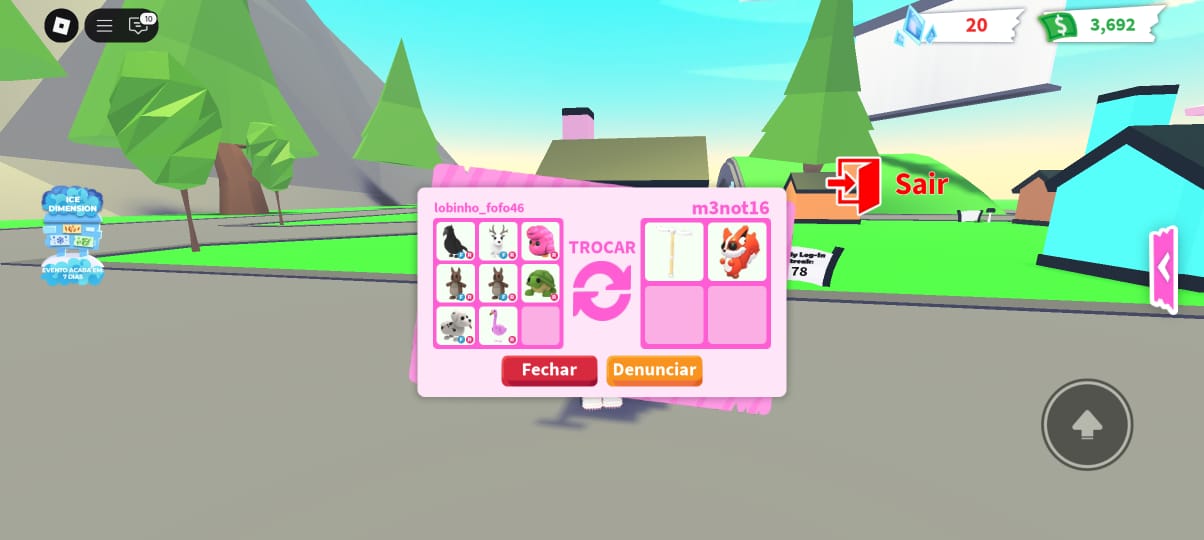 10
20
3,692
Sair
ICE
DIMENSION
EVENTO ACABA EM
7 DIAS
lobinho_fofo46
m3not16
TROCAR
F R
F R
R
F R
F R
R
F R
R
y Log-In
treak:
78
Fechar
Denunciar